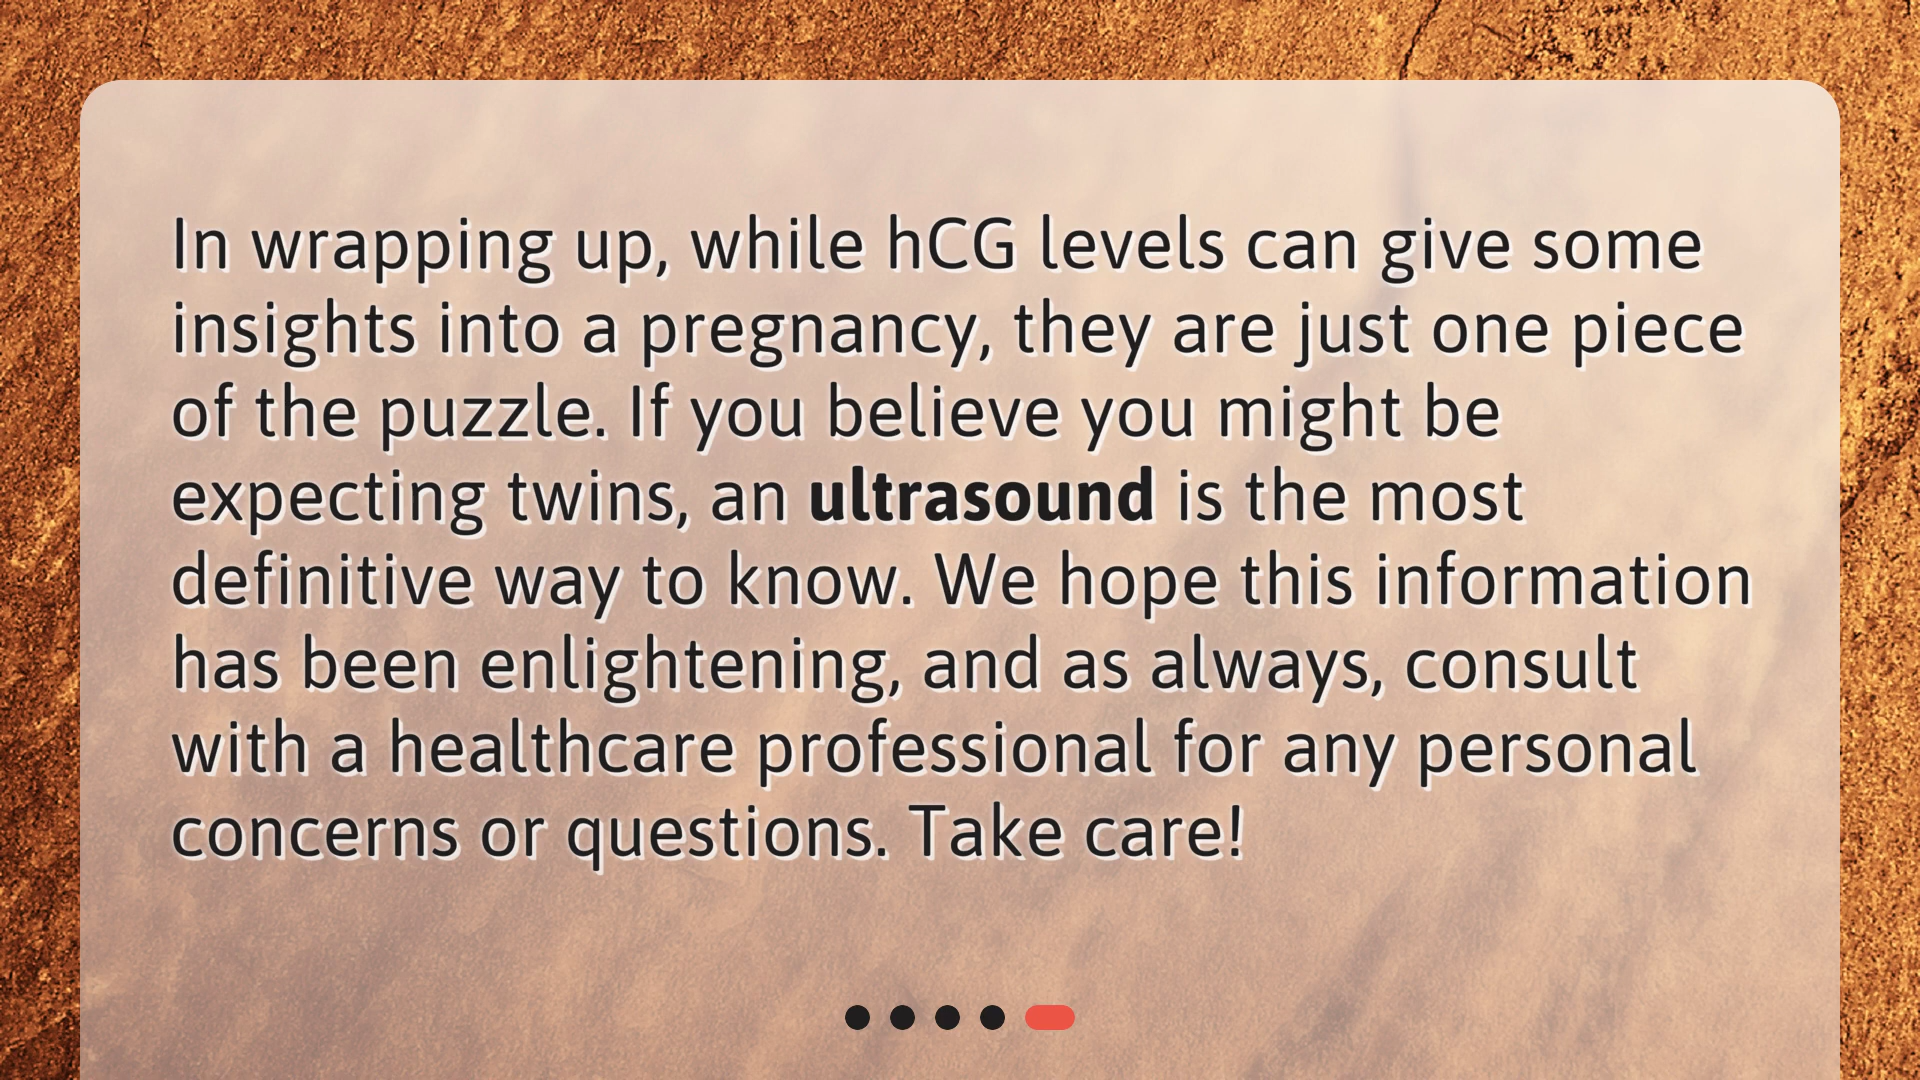 In wrapping up, while hCG levels can give some
insights into a pregnancy, they are just one piece
of the puzzle. If you believe you might be
expecting twins, an ultrasound is the most
definitive way to know. We hope this information
has been enlightening, and as always, consult
with a healthcare professional for any personal
concerns or questions. Take care!